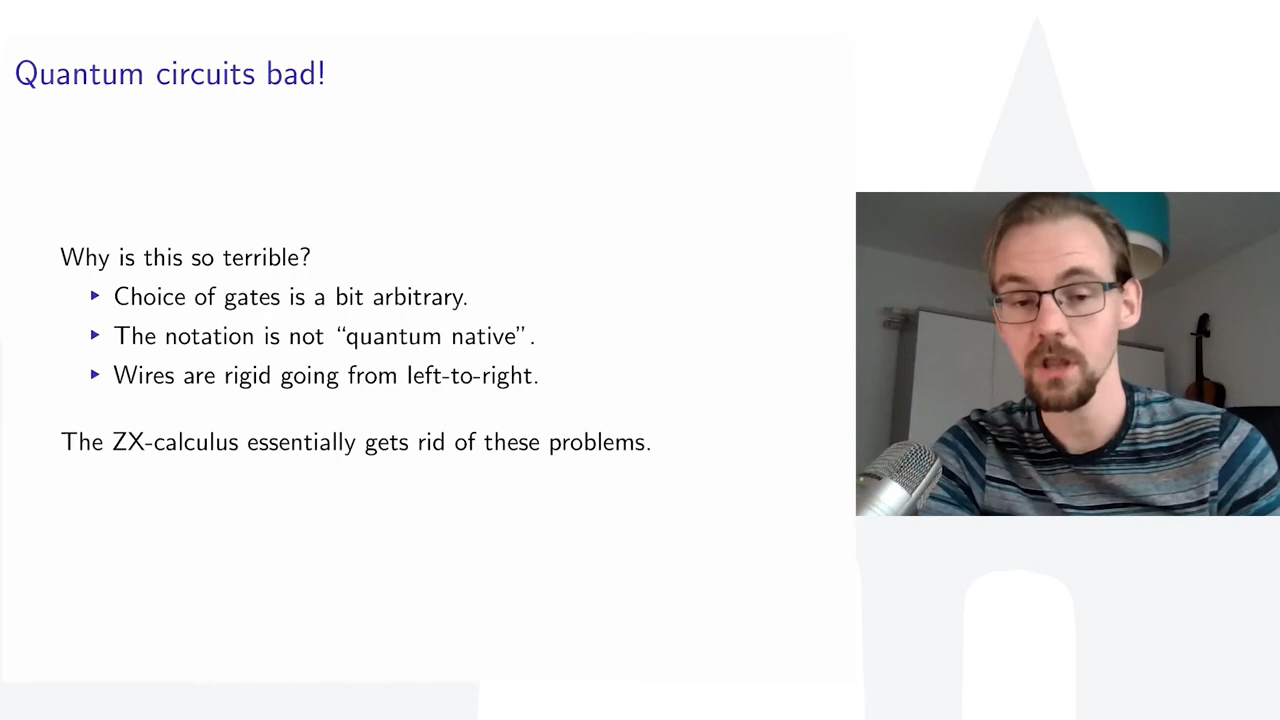 Quantum circuits bad!
Why is this so terrible?
▸ Choice of gates is a bit arbitrary.
▸ The notation is not “quantum native”.
▸ Wires are rigid going from left-to-right.
The ZX-calculus essentially gets rid of these problems.